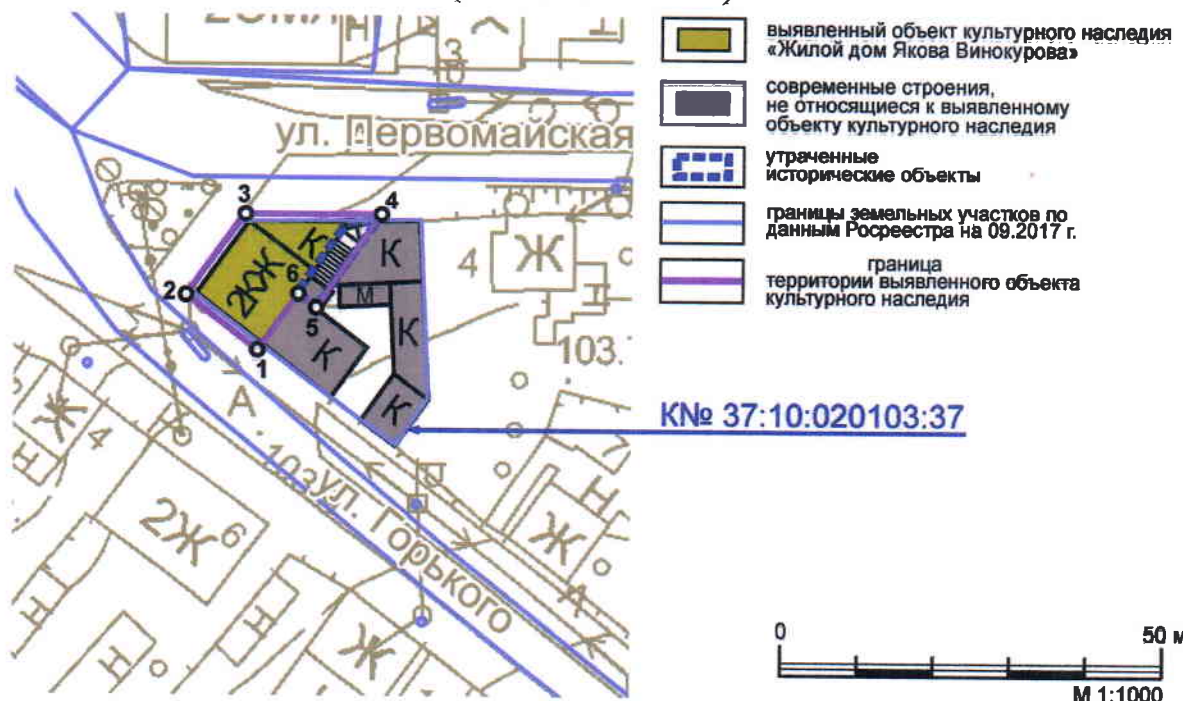 ул. Первомайская
3
4
2
6
5
1
К
2КЖ
К
М
К
К
К
4
Ж
103.
А
Ж
4
Н
2Ж
6
103
ул. Горького
П
Н
Ж
Н
Н
Ж
КН
Н
Ж
выявленный объект культурного наследия
«Жилой дом Якова Винокурова»
современные строения,
не относящиеся к выявленному
объекту культурного наследия
утраченные
исторические объекты
границы земельных участков по
данным Росреестра на 09.2017 г.
граница
территории выявленного объекта
культурного наследия
К№ 37:10:020103:37
0
50 м
М 1:1000